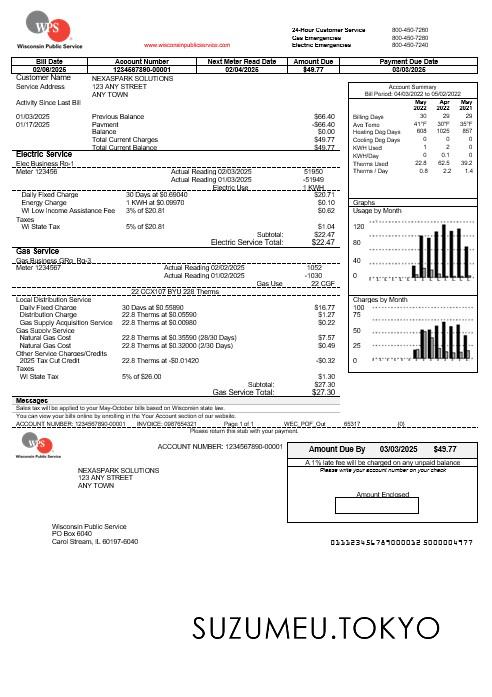 WPS
Wisconsin Public Service
www.wisconsinpublicservice.com
24-Hour Customer Service 800-450-7260
Gas Emergencies 800-450-7280
Electric Emergencies 800-450-7240
Bill Date Account Number Next Meter Read Date Amount Due Payment Due Date
02/06/2025 1234567890-00001 02/04/2025 $49.77 03/03/2025
Customer Name NEXASPARK SOLUTIONS
Service Address 123 ANY STREET
ANY TOWN
Activity Since Last Bill
01/03/2025 Previous Balance $66.40
01/17/2025 Payment -$66.40
Balance $0.00
Total Current Charges $49.77
Total Current Balance $49.77
Electric Service
Elec Business Rg-1
Meter 123456 Actual Reading 02/03/2025 51950
Actual Reading 01/03/2025 -51949
Electric Use 1 KWH
Daily Fixed Charge 30 Days at $0.69040 $20.71
Energy Charge 1 KWH at $0.09970 $0.10
WI Low Income Assistance Fee 3% of $20.81 $0.62
Taxes
WI State Tax 5% of $20.81 $1.04
Subtotal: $22.47
Electric Service Total: $22.47
Gas Service
Gas Business GRg, Rg-3
Meter 1234567 Actual Reading 02/02/2025 1052
Actual Reading 01/02/2025 -1030
Gas Use 22 CGF
22 CCX107 BYU 228 Therms
Local Distribution Service
Daily Fixed Charge 30 Days at $0.55890 $16.77
Distribution Charge 22.8 Therms at $0.05590 $1.27
Gas Supply Acquisition Service 22.8 Therms at $0.00980 $0.22
Gas Supply Service
Natural Gas Cost 22.8 Therms at $0.35590 (28/30 Days) $7.57
Natural Gas Cost 22.8 Therms at $0.32000 (2/30 Days) $0.49
Other Service Charges/Credits
2025 Tax Cut Credit 22.8 Therms at -$0.01420 -$0.32
Taxes
WI State Tax 5% of $26.00 $1.30
Subtotal: $27.30
Gas Service Total: $27.30
Messages
Sales tax will be applied to your May-October bills based on Wisconsin state law.
You can view your bills online by enrolling in the Your Account section of our website.
ACCOUNT NUMBER: 1234567890-00001 INVOICE: 0987654321 Page 1 of 1 WEC_POF_Out 65317 (0)
Please return this stub with your payment.
Account Summary
Bill Period: 04/03/2022 to 05/02/2022
May 2022 Apr 2022 May 2022
Billing Days 30 29 29
Avg Temp 41°F 30°F 35°F
Heating Deg Days 608 1025 857
Cooling Deg Days 0 0 0
KWH Used 1 2 0
KWH/Day 0 0.1 0
Therms Used 22.8 62.5 39.2
Therms / Day 0.8 2.2 1.4
Graphs
Usage by Month
120
80
40
0
Charges by Month
100
75
50
0
WPS
Wisconsin Public Service
ACCOUNT NUMBER: 1234567890-00001
Amount Due By 03/03/2025 $49.77
A 1% late fee will be charged on any unpaid balance
Please write your account number on your check
Amount Enclosed
NEXASPARK SOLUTIONS
123 ANY STREET
ANY TOWN
Wisconsin Public Service
PO Box 6040
Carol Stream, IL 60197-6040
SUZUMEU.TOKYO